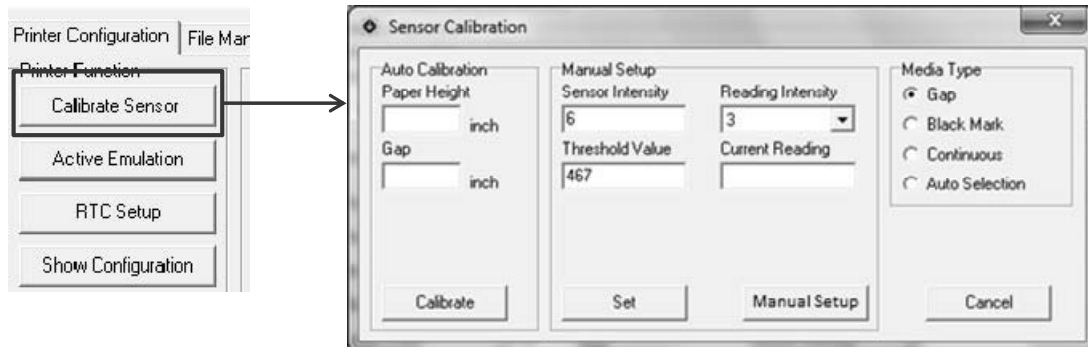 Printer Configuration
File Mar
Printer Function
Calibrate Sensor
Active Emulation
RTC Setup
Show Configuration
Sensor Calibration
Auto Calibration
Paper Height
inch
Gap
inch
Calibrate
Manual Setup
Sensor Intensity
Reading Intensity
6
3
Threshold Value
Current Reading
467
Set
Manual Setup
Media Type
Gap
Black Mark
Continuous
Auto Selection
Cancel